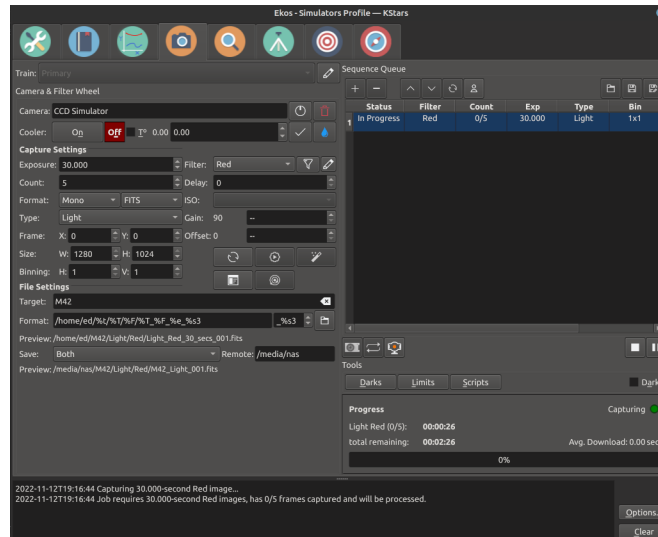 Ekos - Simulators Profile — KStars
Train: Primary
Camera & Filter Wheel
Camera: CCD Simulator
Cooler: On Off Tº 0.00 0.00
Capture Settings
Exposure: 30.000 Filter: Red
Count: 5 Delay: 0
Format: Mono FITS ISO:
Type: Light Gain: 90 --
Frame: X: 0 Y: 0 Offset: 0 --
Size: W: 1280 H: 1024
Binning: H: 1 V: 1
File Settings
Target: M42
Format: /home/ed/%t/%T/%F/%T_%F_%e_%s3 _%s3
Preview: /home/ed/M42/Light/Red/Light_Red_30_secs_001.fits
Save: Both Remote: /media/nas
Preview: /media/nas/M42/Light/Red/M42_Light_001.fits
Sequence Queue
Status Filter Count Exp Type Bin
1 In Progress Red 0/5 30.000 Light 1x1
Tools
Darks Limits Scripts Dark
Progress Capturing
Light Red (0/5): 00:00:26
total remaining: 00:02:26 Avg. Download: 0.00 sec
0%
2022-11-12T19:16:44 Capturing 30.000-second Red image...
2022-11-12T19:16:44 Job requires 30.000-second Red images, has 0/5 frames captured and will be processed.
Options.
Clear